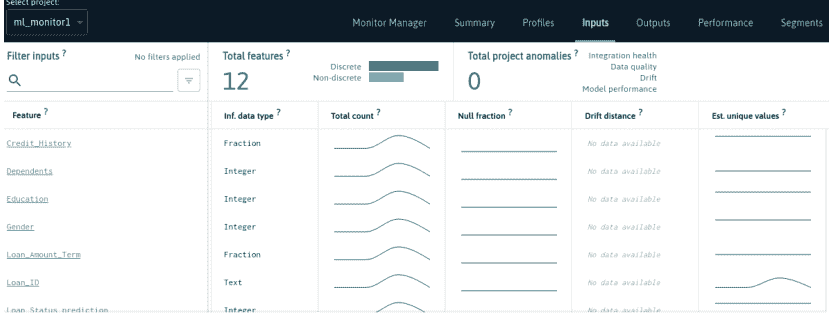 Select project:
ml_monitor1
Monitor Manager Summary Profiles Inputs Outputs Performance Segments
Filter inputs ? No filters applied
Total features ?
12
Discrete
Non-discrete
Total project anomalies ?
0
Integration health
Data quality
Drift
Model performance
Feature ? Inf. data type ? Total count ? Null fraction ? Drift distance ? Est. unique values ?
Credit_History Fraction No data available
Dependents Integer No data available
Education Integer No data available
Gender Integer No data available
Loan_Amount_Term Fraction No data available
Loan_ID Text No data available
Loan_Status_prediction Integer No data available